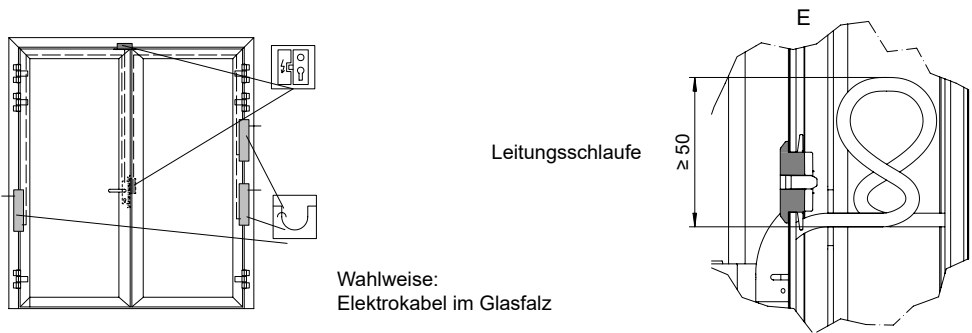 E
Leitungsschlaufe
≥ 50
Wahlweise:
Elektrokabel im Glasfalz